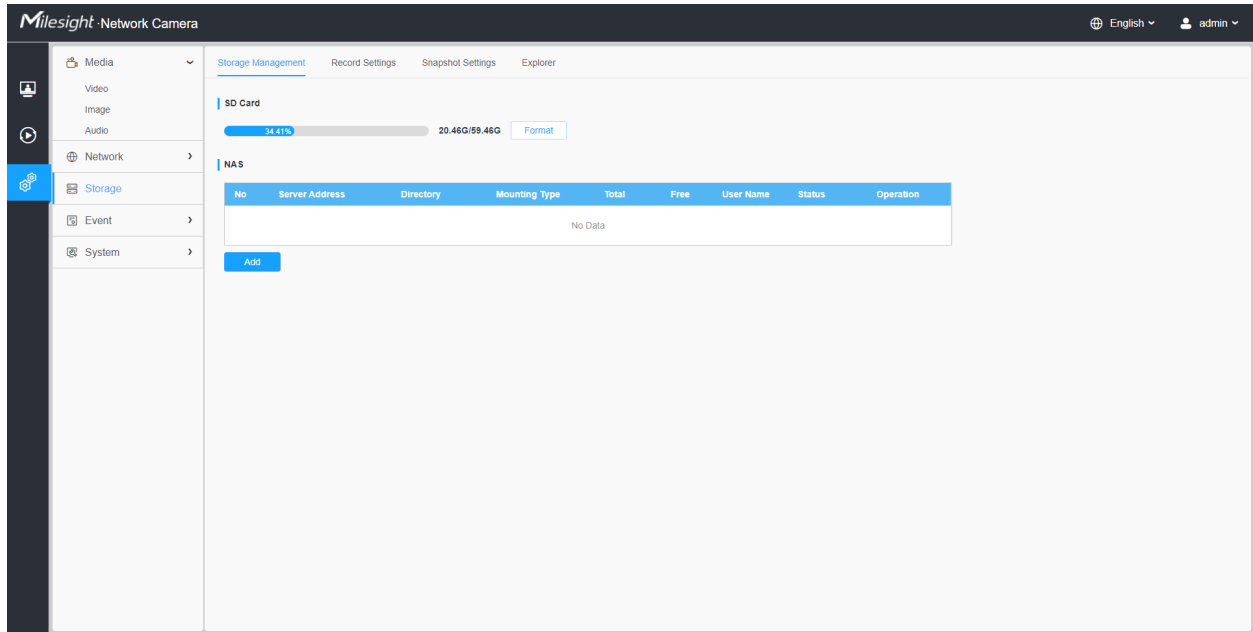 Milesight · Network Camera
English
admin
Media
Video
Image
Audio
Network
Storage
Event
System
Storage Management Record Settings Snapshot Settings Explorer
SD Card
34.41% 20.46G/59.46G Format
NAS
No Server Address Directory Mounting Type Total Free User Name Status Operation
No Data
Add